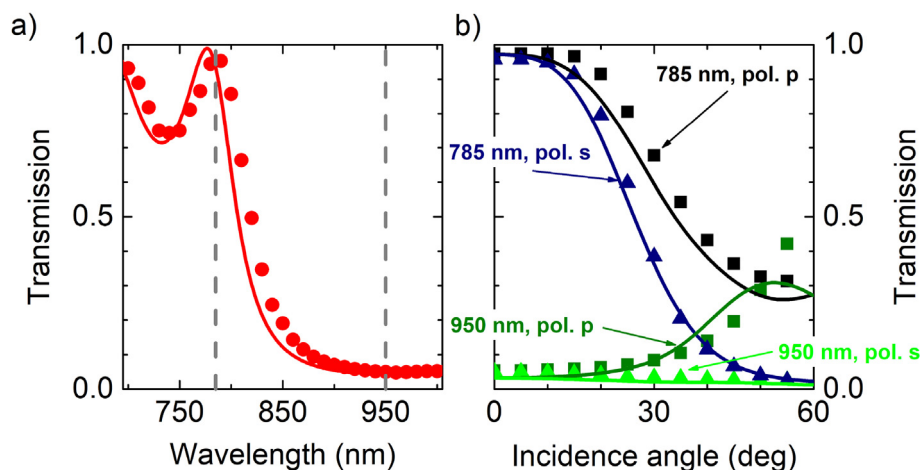 a)
1.0
0.5
0.0
Transmission
750
850
950
Wavelength (nm)
b)
785 nm, pol. p
785 nm, pol. s
950 nm, pol. p
950 nm, pol. s
0
30
60
Incidence angle (deg)
1.0
0.5
0.0
Transmission